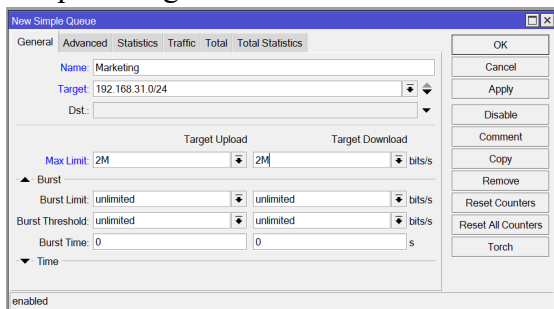 New Simple Queue
General Advanced Statistics Traffic Total Total Statistics
Name: Marketing
Target: 192.168.31.0/24
Dst.:
Target Upload Target Download
Max Limit: 2M 2M bits/s
Burst
Burst Limit: unlimited unlimited bits/s
Burst Threshold: unlimited unlimited bits/s
Burst Time: 0 0 s
Time
enabled
OK
Cancel
Apply
Disable
Comment
Copy
Remove
Reset Counters
Reset All Counters
Torch